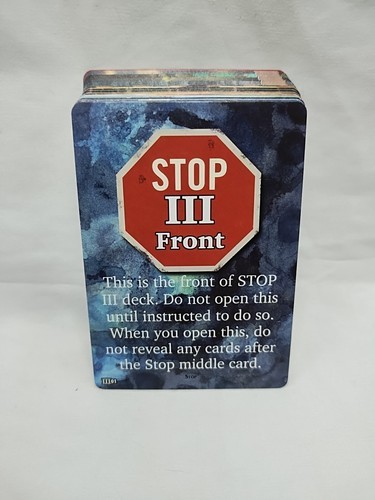 STOP
III
Front
This is the front of STOP
III deck. Do not open this
until instructed to do so.
When you open this, do
not reveal any cards after
the Stop middle card.
III01